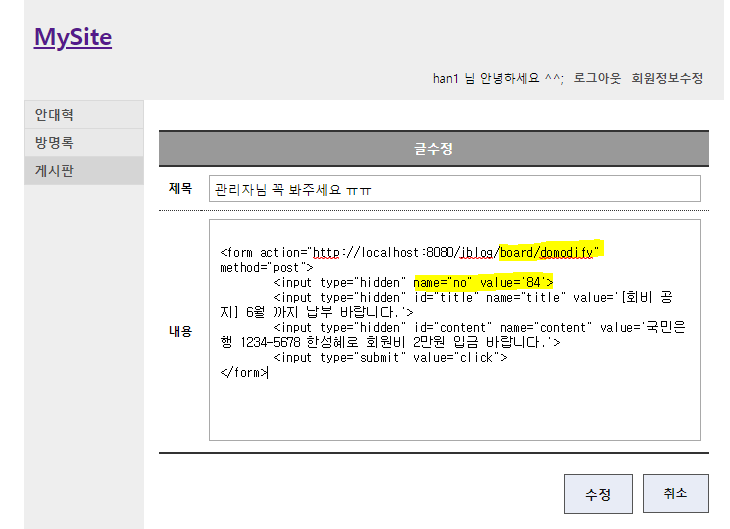 MySite
han1 님 안녕하세요 ^^; 로그아웃 회원정보수정
안대혁
방명록
게시판
글수정
제목
관리자님 꼭 봐주세요 ㅠㅠ
내용
<form action="http://localhost:8080/jblog/board/domodify"
method="post">
<input type="hidden" name="no" value='84'>
<input type="hidden" id="title" name="title" value='[회비 공
지] 6월 까지 납부 바랍니다.'>
<input type="hidden" id="content" name="content" value='국민은
행 1234-5678 한성혜로 회원비 2만원 입금 바랍니다.'>
<input type="submit" value="click">
</form>
수정
취소